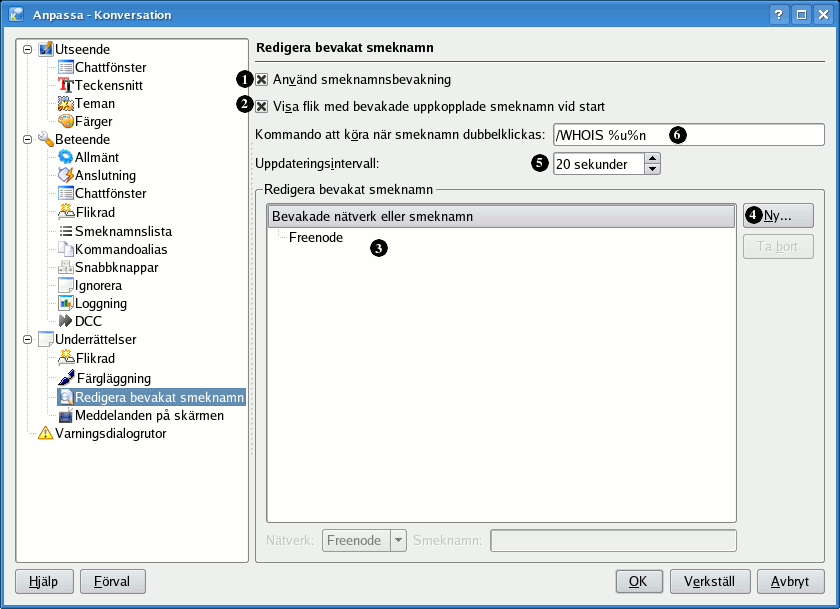 Anpassa - Konversation
Utseende
Chattfönster
Teckensnitt
Teman
Färger
Beteende
Allmänt
Anslutning
Chattfönster
Flikrad
Smeknamnslista
Kommandoalias
Snabbknappar
Ignorera
Loggning
DCC
Underrättelser
Flikrad
Färgläggning
Redigera bevakat smeknamn
Meddelanden på skärmen
Varningsdialogrutor
Redigera bevakat smeknamn
1 Använd smeknamnsbevakning
2 Visa flik med bevakade uppkopplade smeknamn vid start
Kommando att köra när smeknamn dubbelklickas: /WHOIS %u%n 6
Uppdateringsintervall: 5 20 sekunder
Redigera bevakat smeknamn
Bevakade nätverk eller smeknamn
4 Ny...
Freenode 3
Ta bort
Nätverk: Freenode Smeknamn:
Hjälp Förval OK Verkställ Avbryt